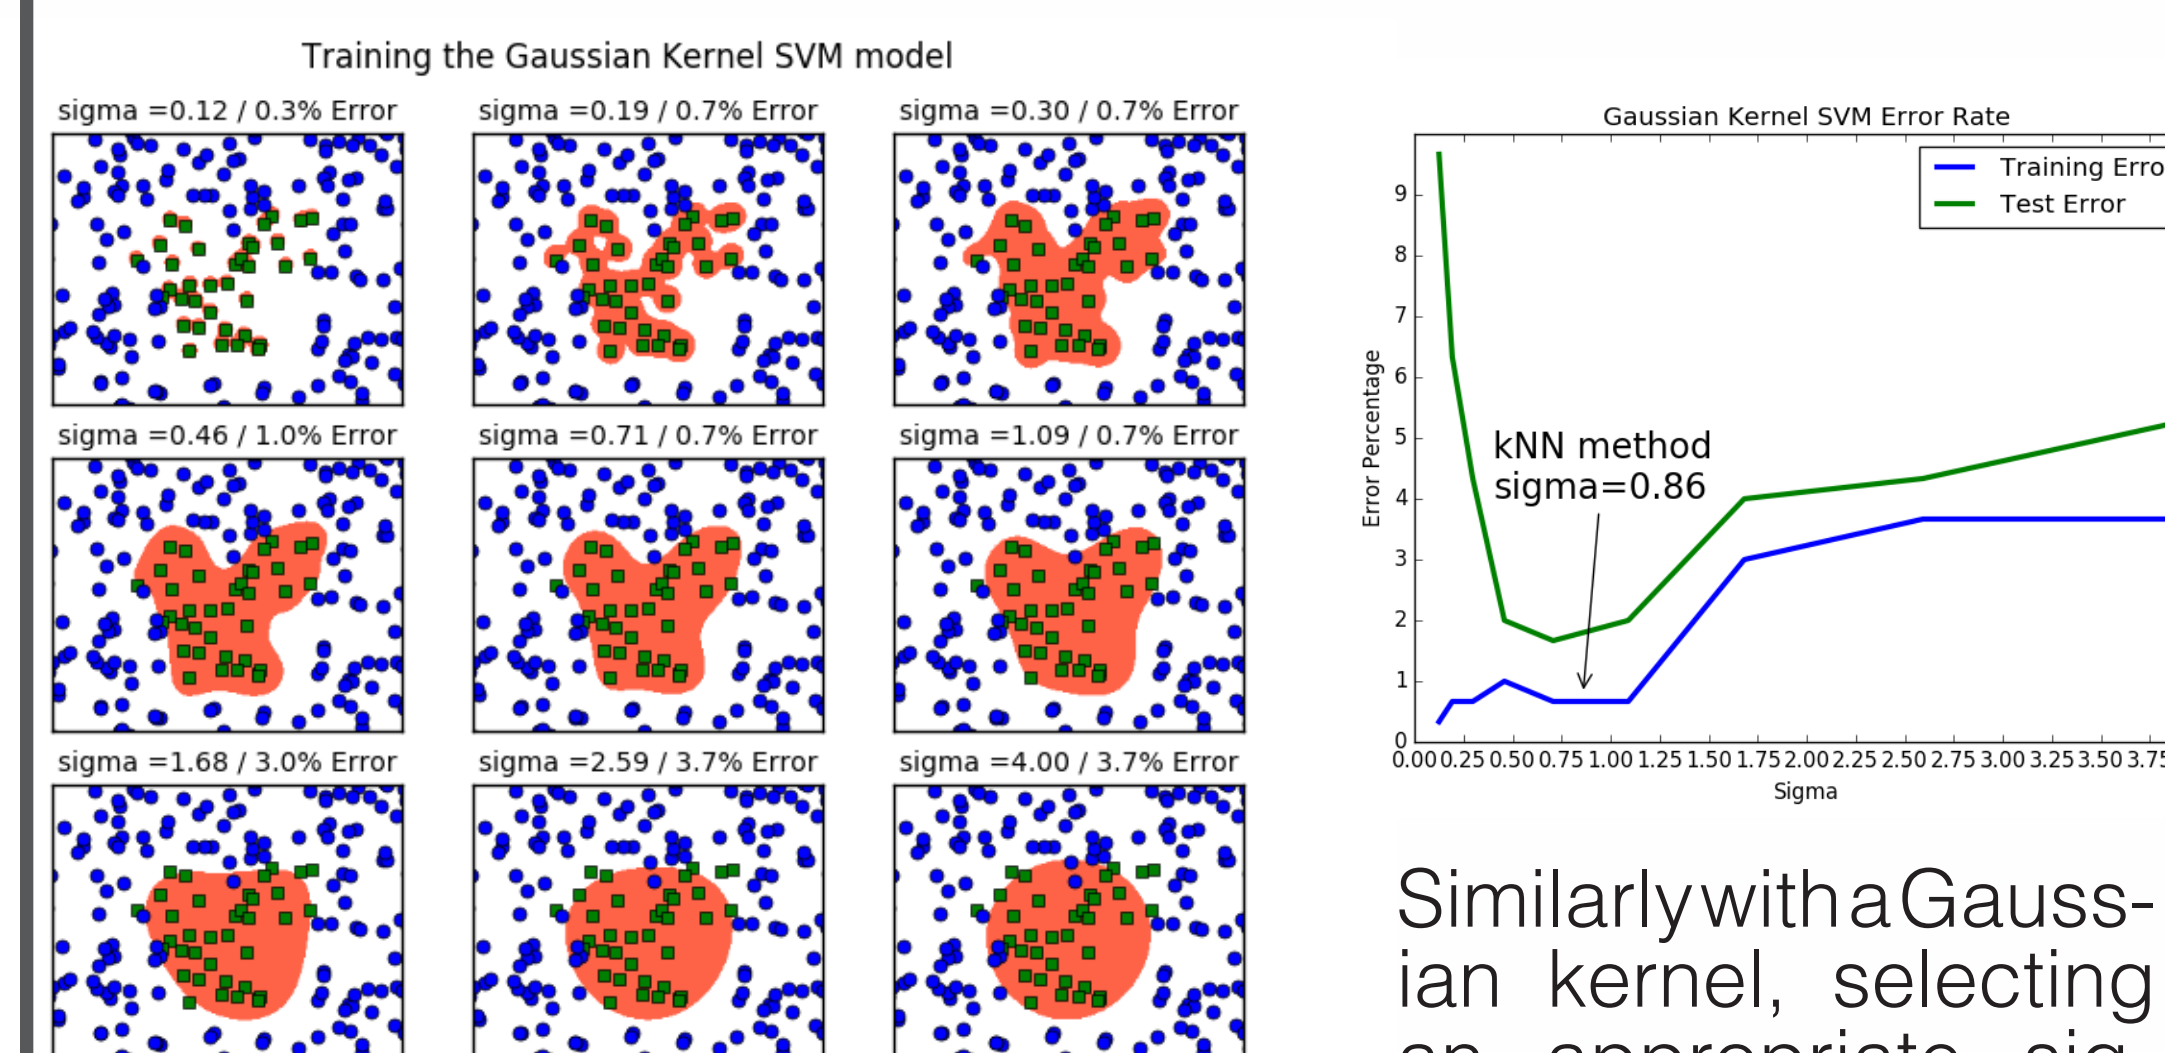 Training the Gaussian Kernel SVM model
sigma =0.12 / 0.3% Error
sigma =0.19 / 0.7% Error
sigma =0.30 / 0.7% Error
sigma =0.46 / 1.0% Error
sigma =0.71 / 0.7% Error
sigma =1.09 / 0.7% Error
sigma =1.68 / 3.0% Error
sigma =2.59 / 3.7% Error
sigma =4.00 / 3.7% Error
Gaussian Kernel SVM Error Rate
Training Erro
Test Error
9
8
7
6
5
4
3
2
1
0
Error Percentage
kNN method
sigma=0.86
0.00 0.25 0.50 0.75 1.00 1.25 1.50 1.75 2.00 2.25 2.50 2.75 3.00 3.25 3.50 3.75
Sigma
Similarly with a Gauss-
ian kernel, selecting
an appropriate sig-